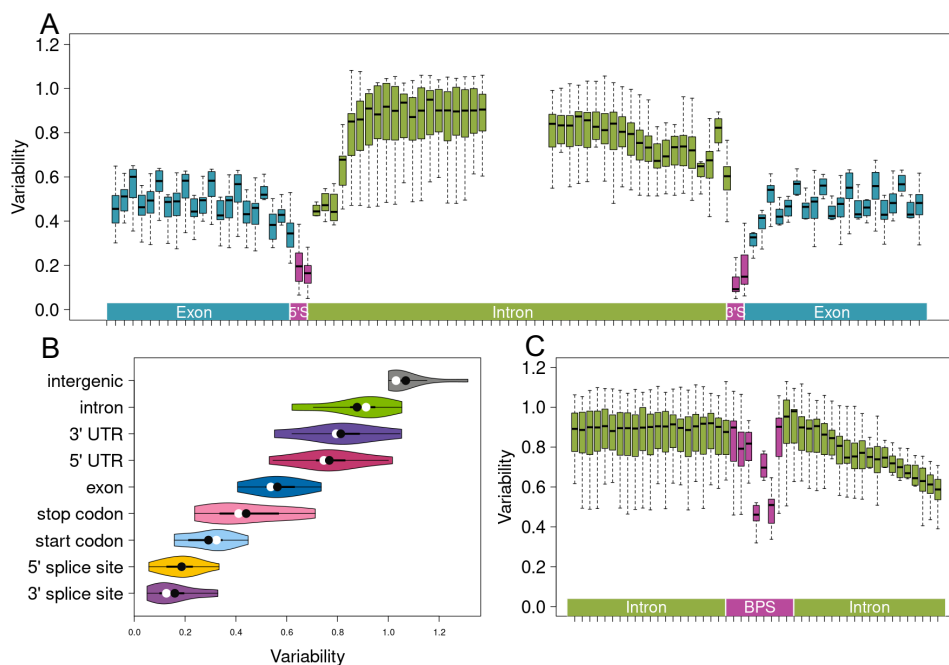 A
1.2
1.0
0.8
0.6
0.4
0.2
0.0
Variability
Exon 5'S Intron 3'S Exon
B
intergenic
intron
3' UTR
5' UTR
exon
stop codon
start codon
5' splice site
3' splice site
0.0 0.2 0.4 0.6 0.8 1.0 1.2
Variability
C
1.2
1.0
0.8
0.6
0.4
0.2
0.0
Variability
Intron BPS Intron